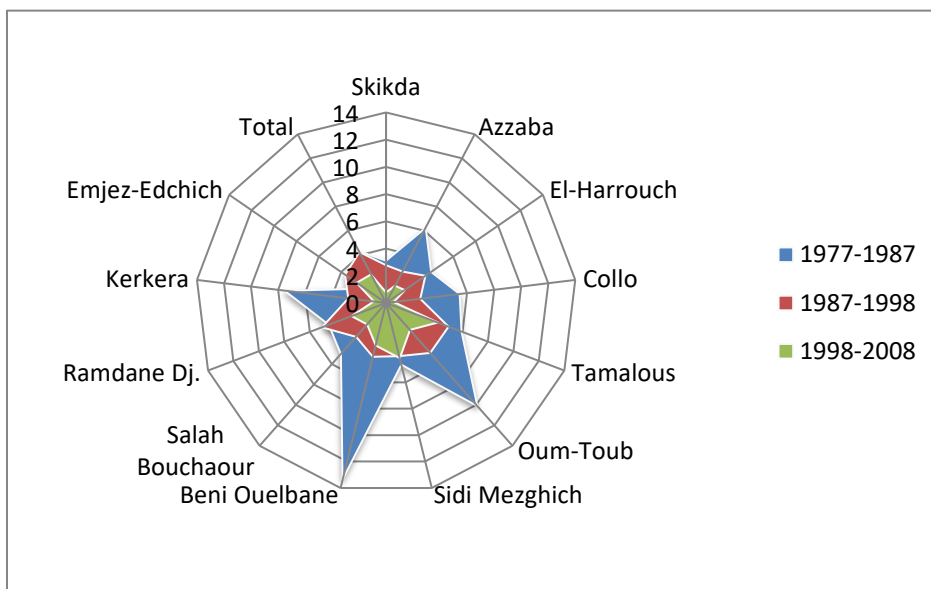 Skikda
Azzaba
El-Harrouch
Collo
Tamalous
Oum-Toub
Sidi Mezghich
Beni Ouelbane
Salah
Bouchaour
Ramdane Dj.
Kerkera
Emjez-Edchich
Total
14
12
10
8
6
4
2
0
1977-1987
1987-1998
1998-2008